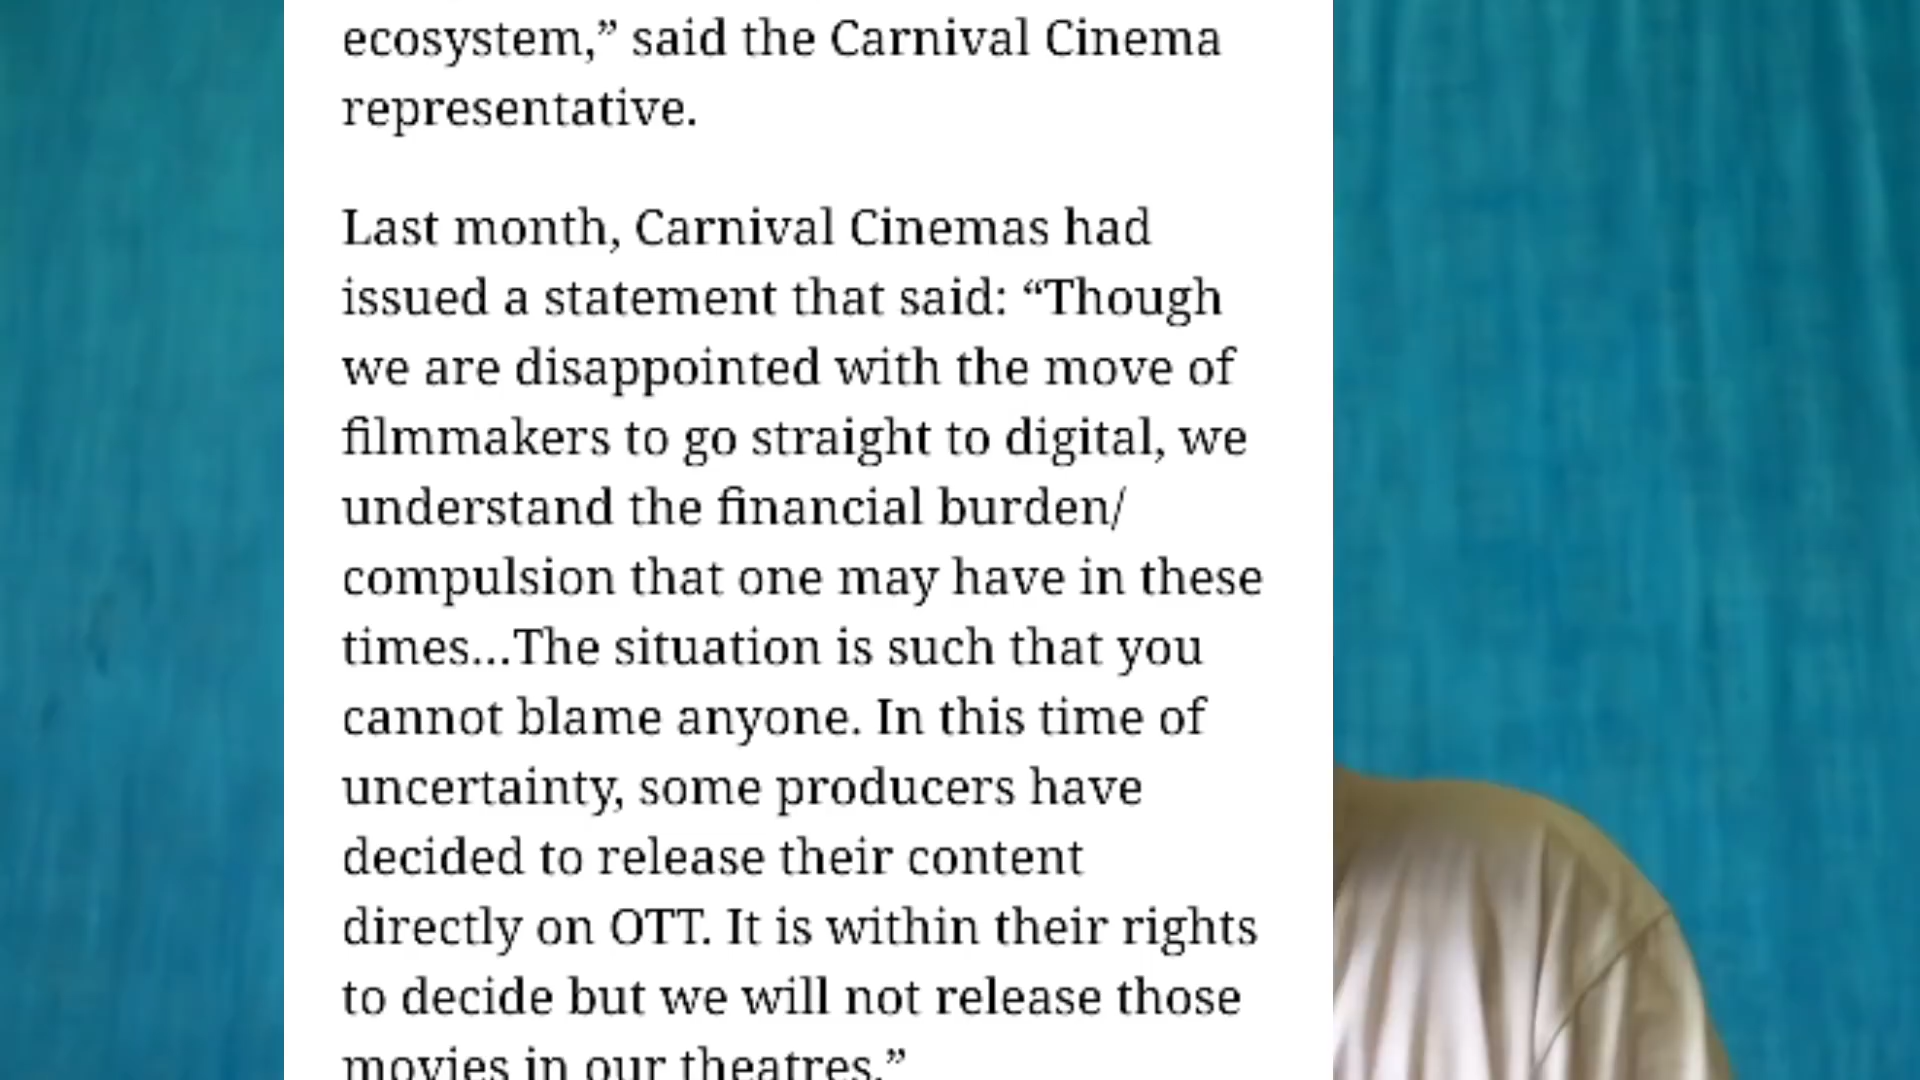 ecosystem,” said the Carnival Cinema
representative.
Last month, Carnival Cinemas had
issued a statement that said: “Though
we are disappointed with the move of
filmmakers to go straight to digital, we
understand the financial burden/
compulsion that one may have in these
times...The situation is such that you
cannot blame anyone. In this time of
uncertainty, some producers have
decided to release their content
directly on OTT. It is within their rights
to decide but we will not release those
movies in our theatres.”